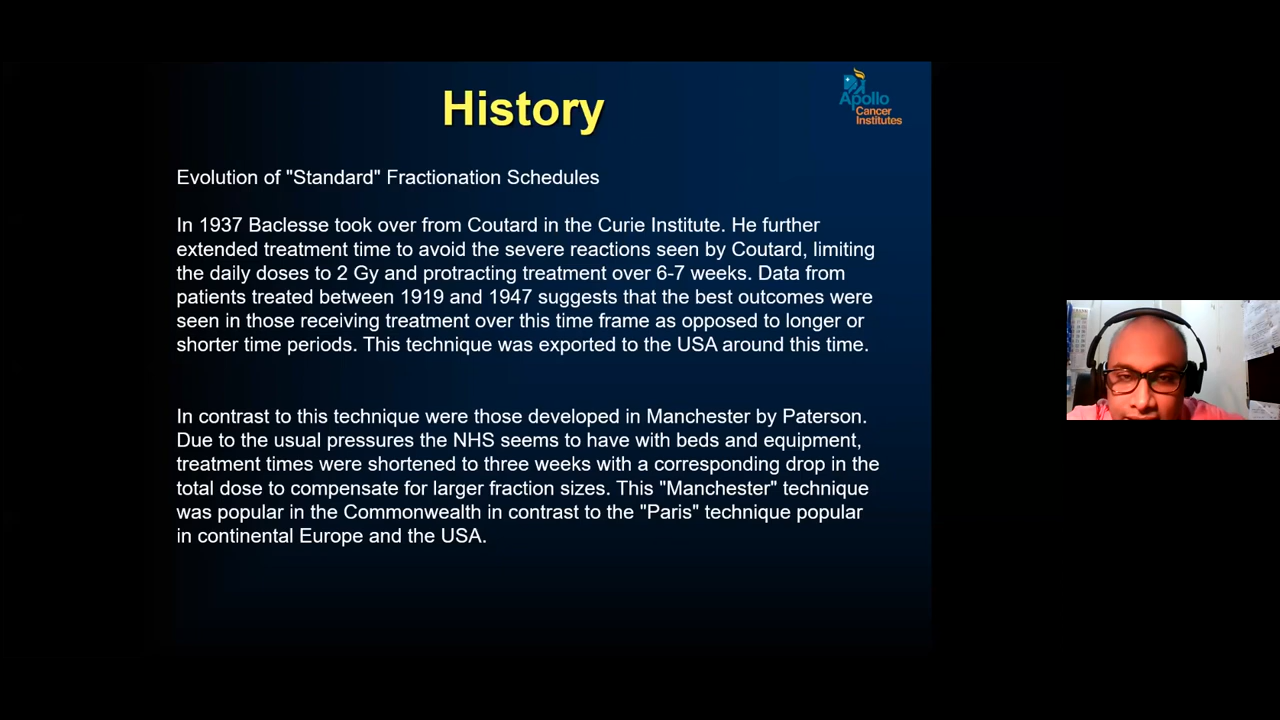 History
Apollo
Cancer
Institutes
Evolution of "Standard" Fractionation Schedules
In 1937 Baclesse took over from Coutard in the Curie Institute. He further
extended treatment time to avoid the severe reactions seen by Coutard, limiting
the daily doses to 2 Gy and protracting treatment over 6-7 weeks. Data from
patients treated between 1919 and 1947 suggests that the best outcomes were
seen in those receiving treatment over this time frame as opposed to longer or
shorter time periods. This technique was exported to the USA around this time.
In contrast to this technique were those developed in Manchester by Paterson.
Due to the usual pressures the NHS seems to have with beds and equipment,
treatment times were shortened to three weeks with a corresponding drop in the
total dose to compensate for larger fraction sizes. This "Manchester" technique
was popular in the Commonwealth in contrast to the "Paris" technique popular
in continental Europe and the USA.